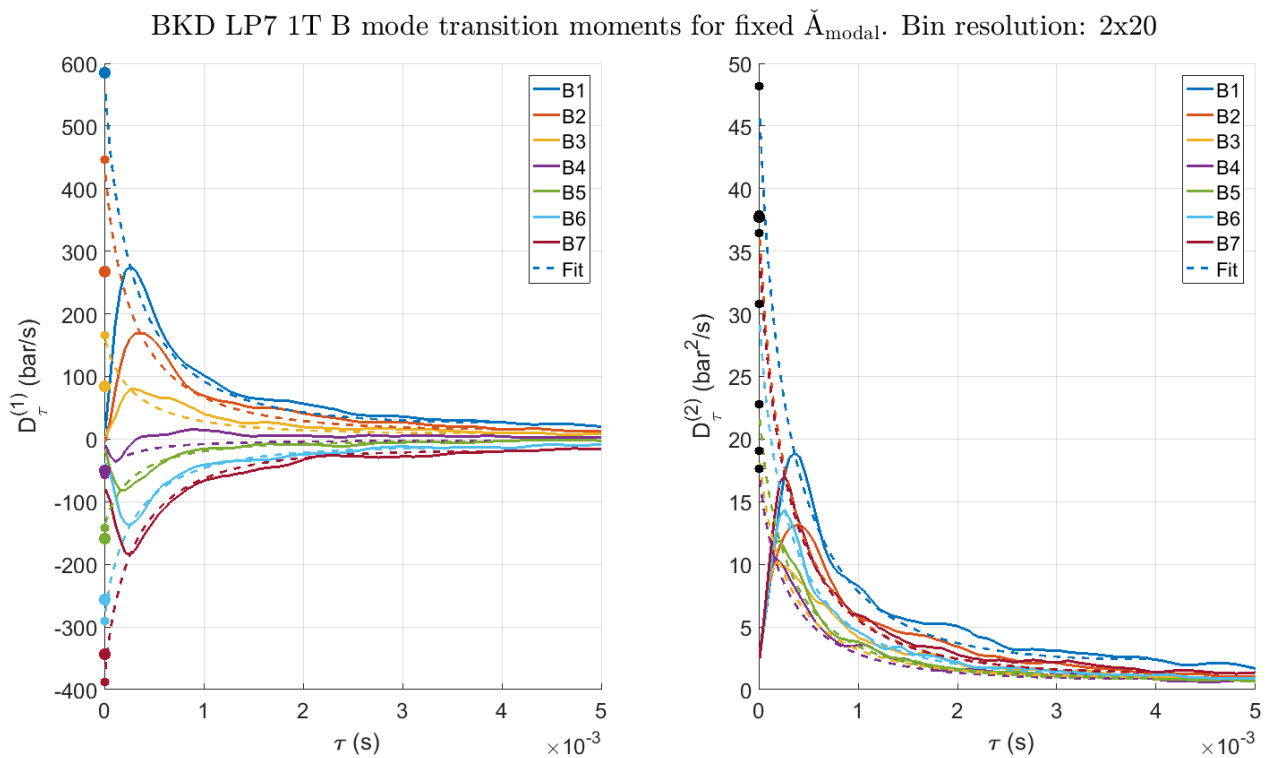 BKD LP7 1T B mode transition moments for fixed Ǎmodal. Bin resolution: 2x20
600
500
400
300
200
100
0
-100
-200
-300
-400
D_τ^(1) (bar/s)
0
1
2
3
4
5
τ (s)
×10^-3
B1
B2
B3
B4
B5
B6
B7
Fit
50
45
40
35
30
25
20
15
10
5
0
D_τ^(2) (bar²/s)
0
1
2
3
4
5
τ (s)
×10^-3
B1
B2
B3
B4
B5
B6
B7
Fit